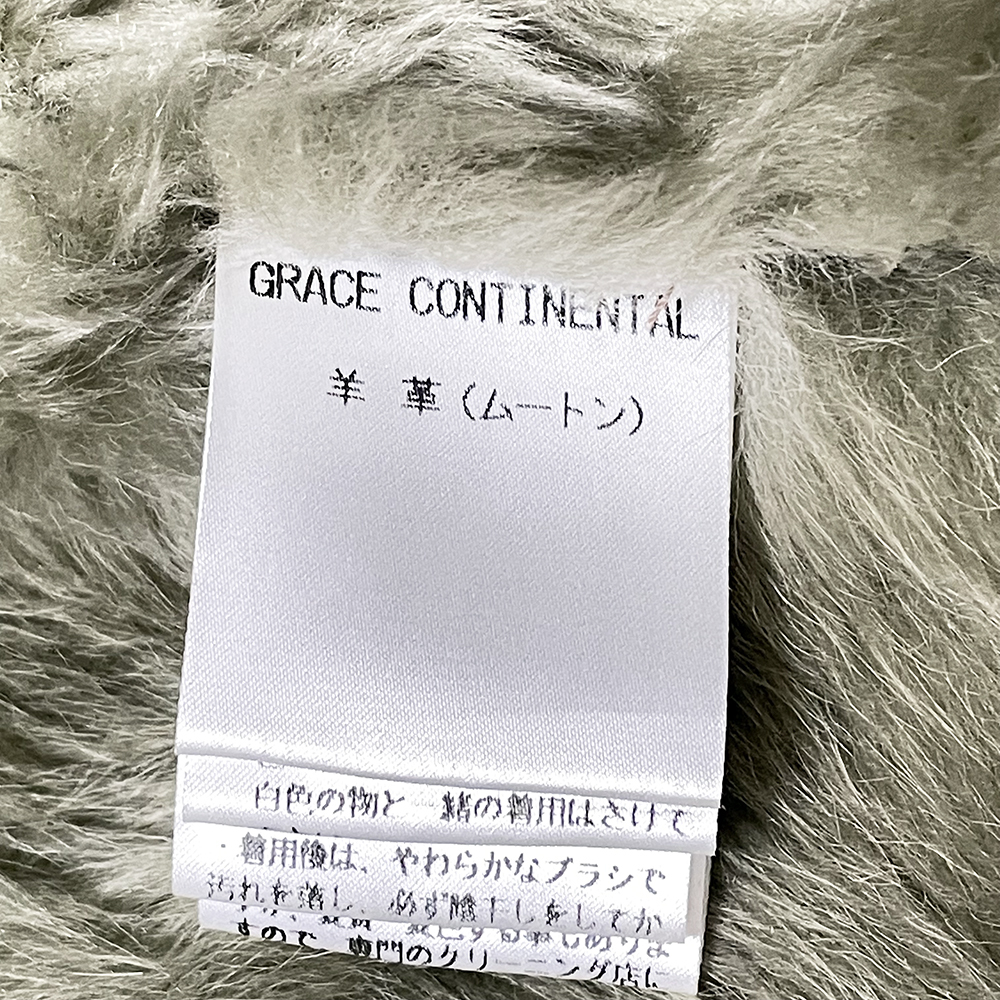 GRACE CONTINENTAL
羊 革(ムートン)
白色の物と 緒の着用はさけて
・着用後は、やわらかなブラシで
汚れを落し、必ず陰干しをしてか
すので 専門のクリーニング店に